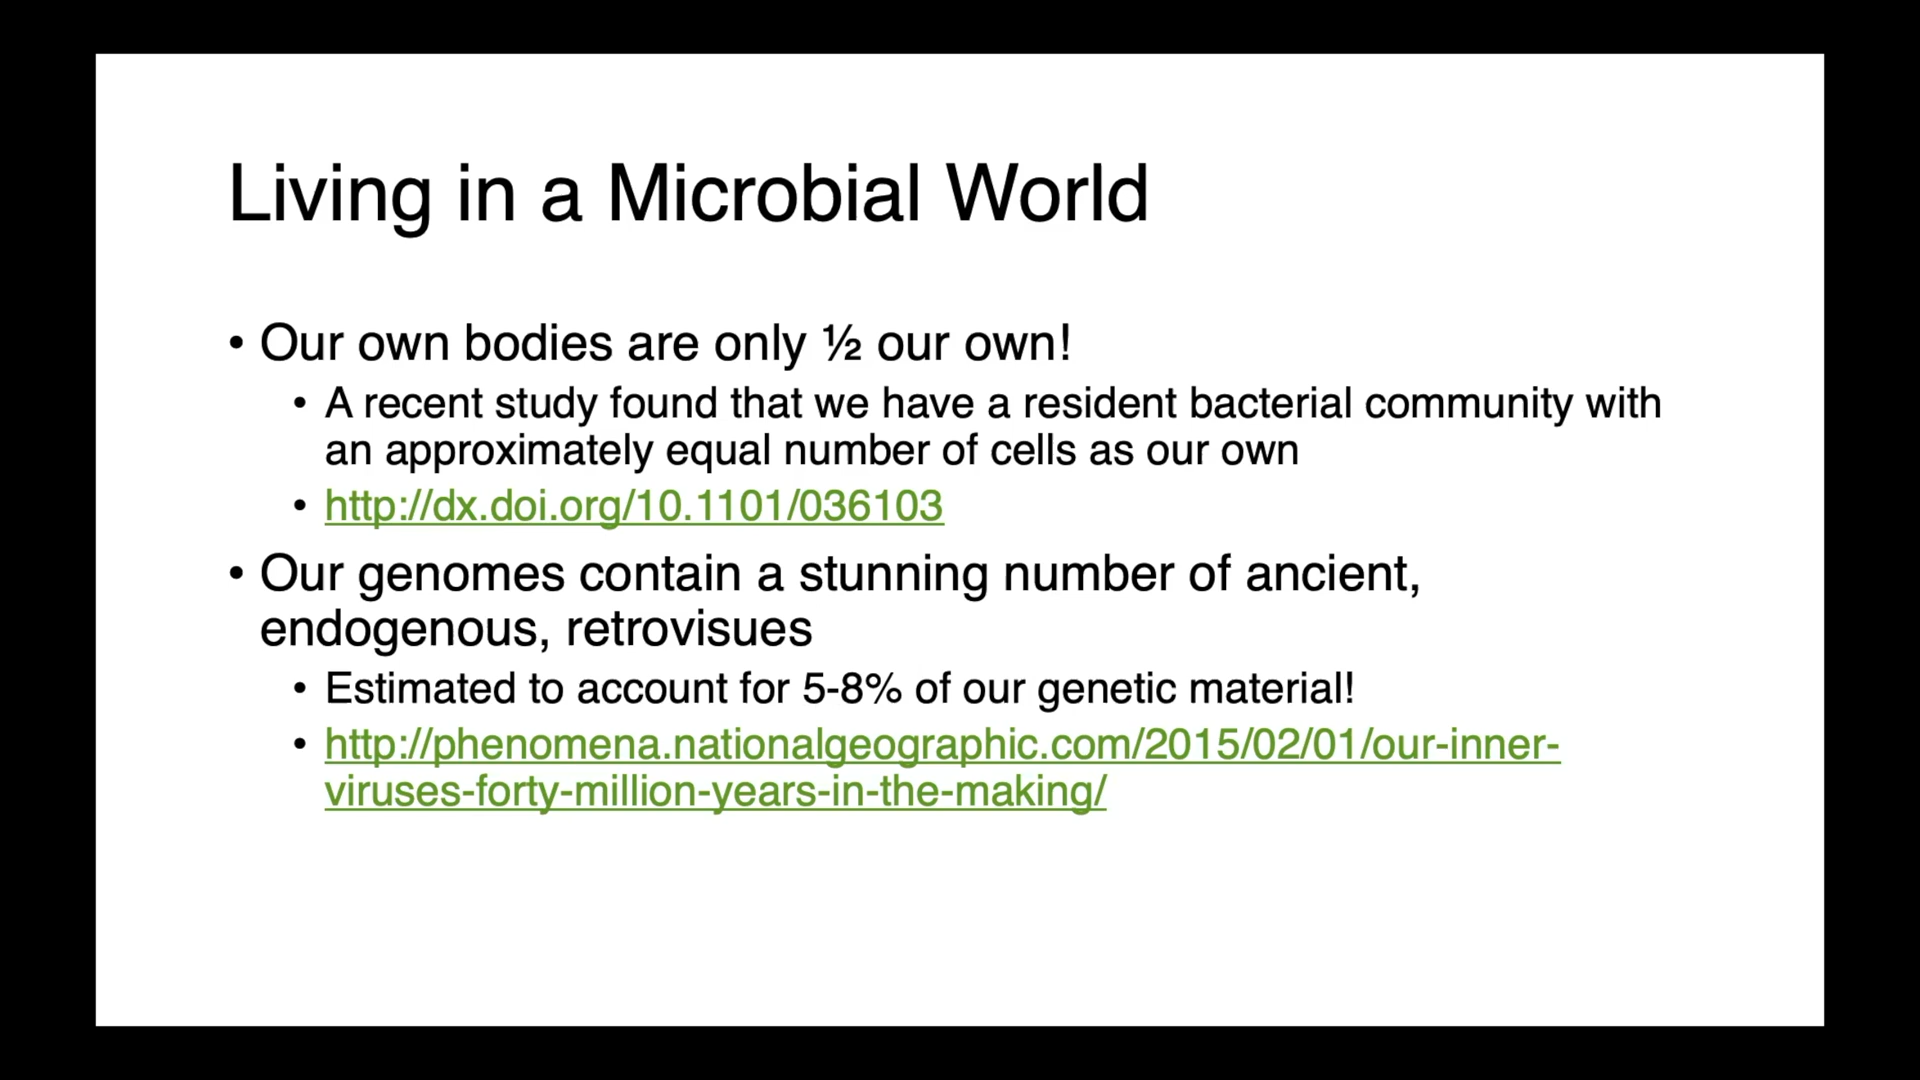 Living in a Microbial World
• Our own bodies are only ½ our own!
• A recent study found that we have a resident bacterial community with
an approximately equal number of cells as our own
• http://dx.doi.org/10.1101/036103
• Our genomes contain a stunning number of ancient,
endogenous, retrovisues
• Estimated to account for 5-8% of our genetic material!
• http://phenomena.nationalgeographic.com/2015/02/01/our-inner-
viruses-forty-million-years-in-the-making/